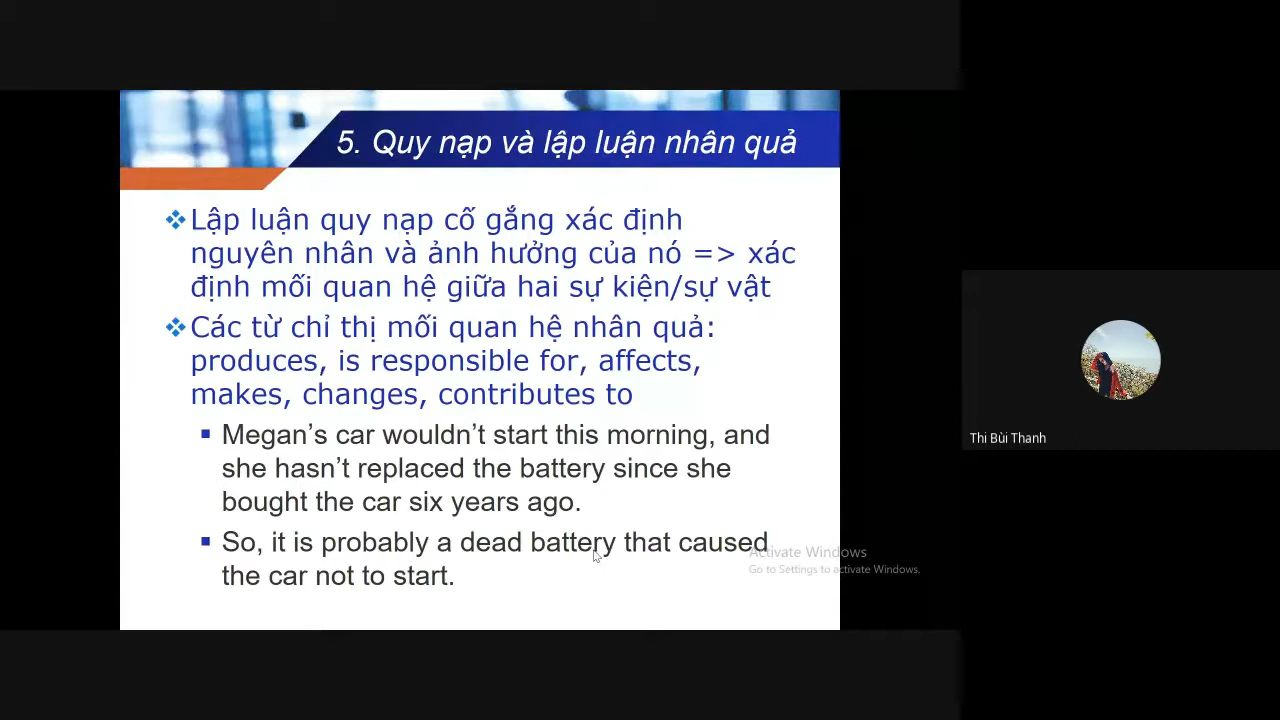 5. Quy nạp và lập luận nhân quả
Lập luận quy nạp cố gắng xác định
nguyên nhân và ảnh hưởng của nó => xác
định mối quan hệ giữa hai sự kiện/sự vật
Các từ chỉ thị mối quan hệ nhân quả:
produces, is responsible for, affects,
makes, changes, contributes to
Megan’s car wouldn’t start this morning, and
she hasn’t replaced the battery since she
bought the car six years ago.
So, it is probably a dead battery that caused
the car not to start.
Activate Windows
Go to Settings to activate Windows.
Thi Bùi Thanh